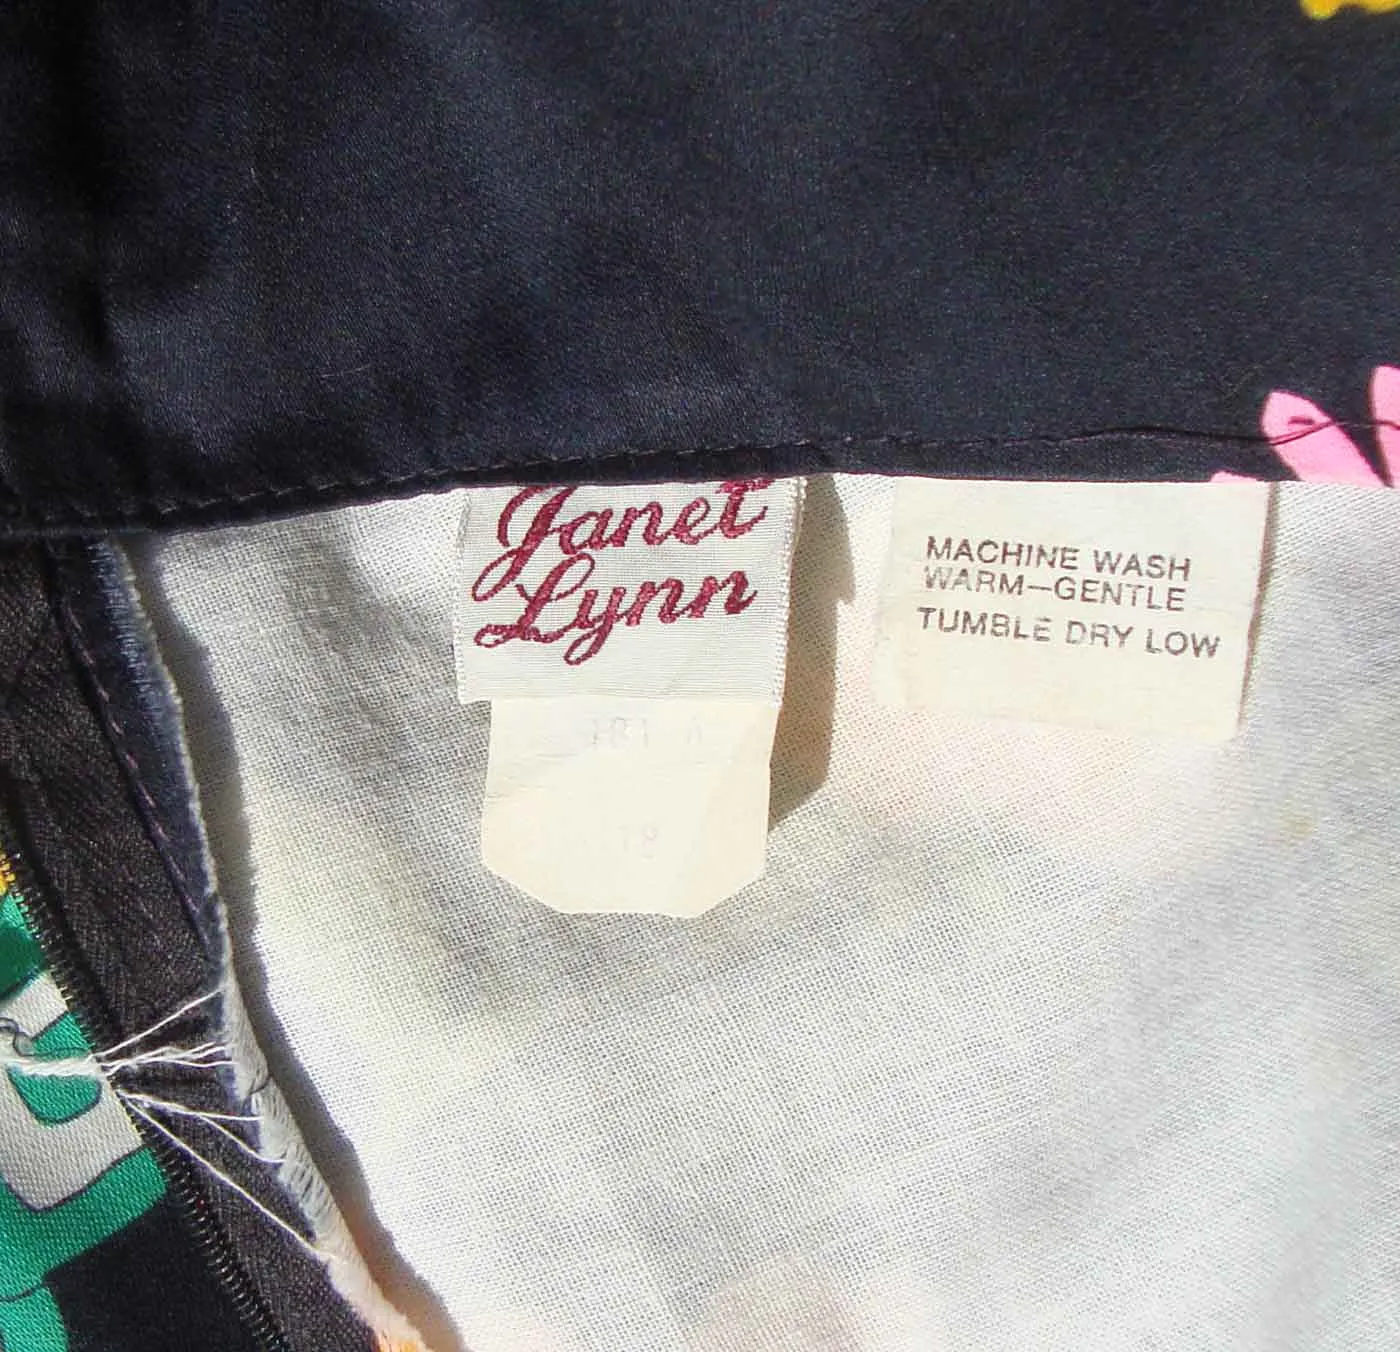 Janet
Lynn
MACHINE WASH
WARM—GENTLE
TUMBLE DRY LOW